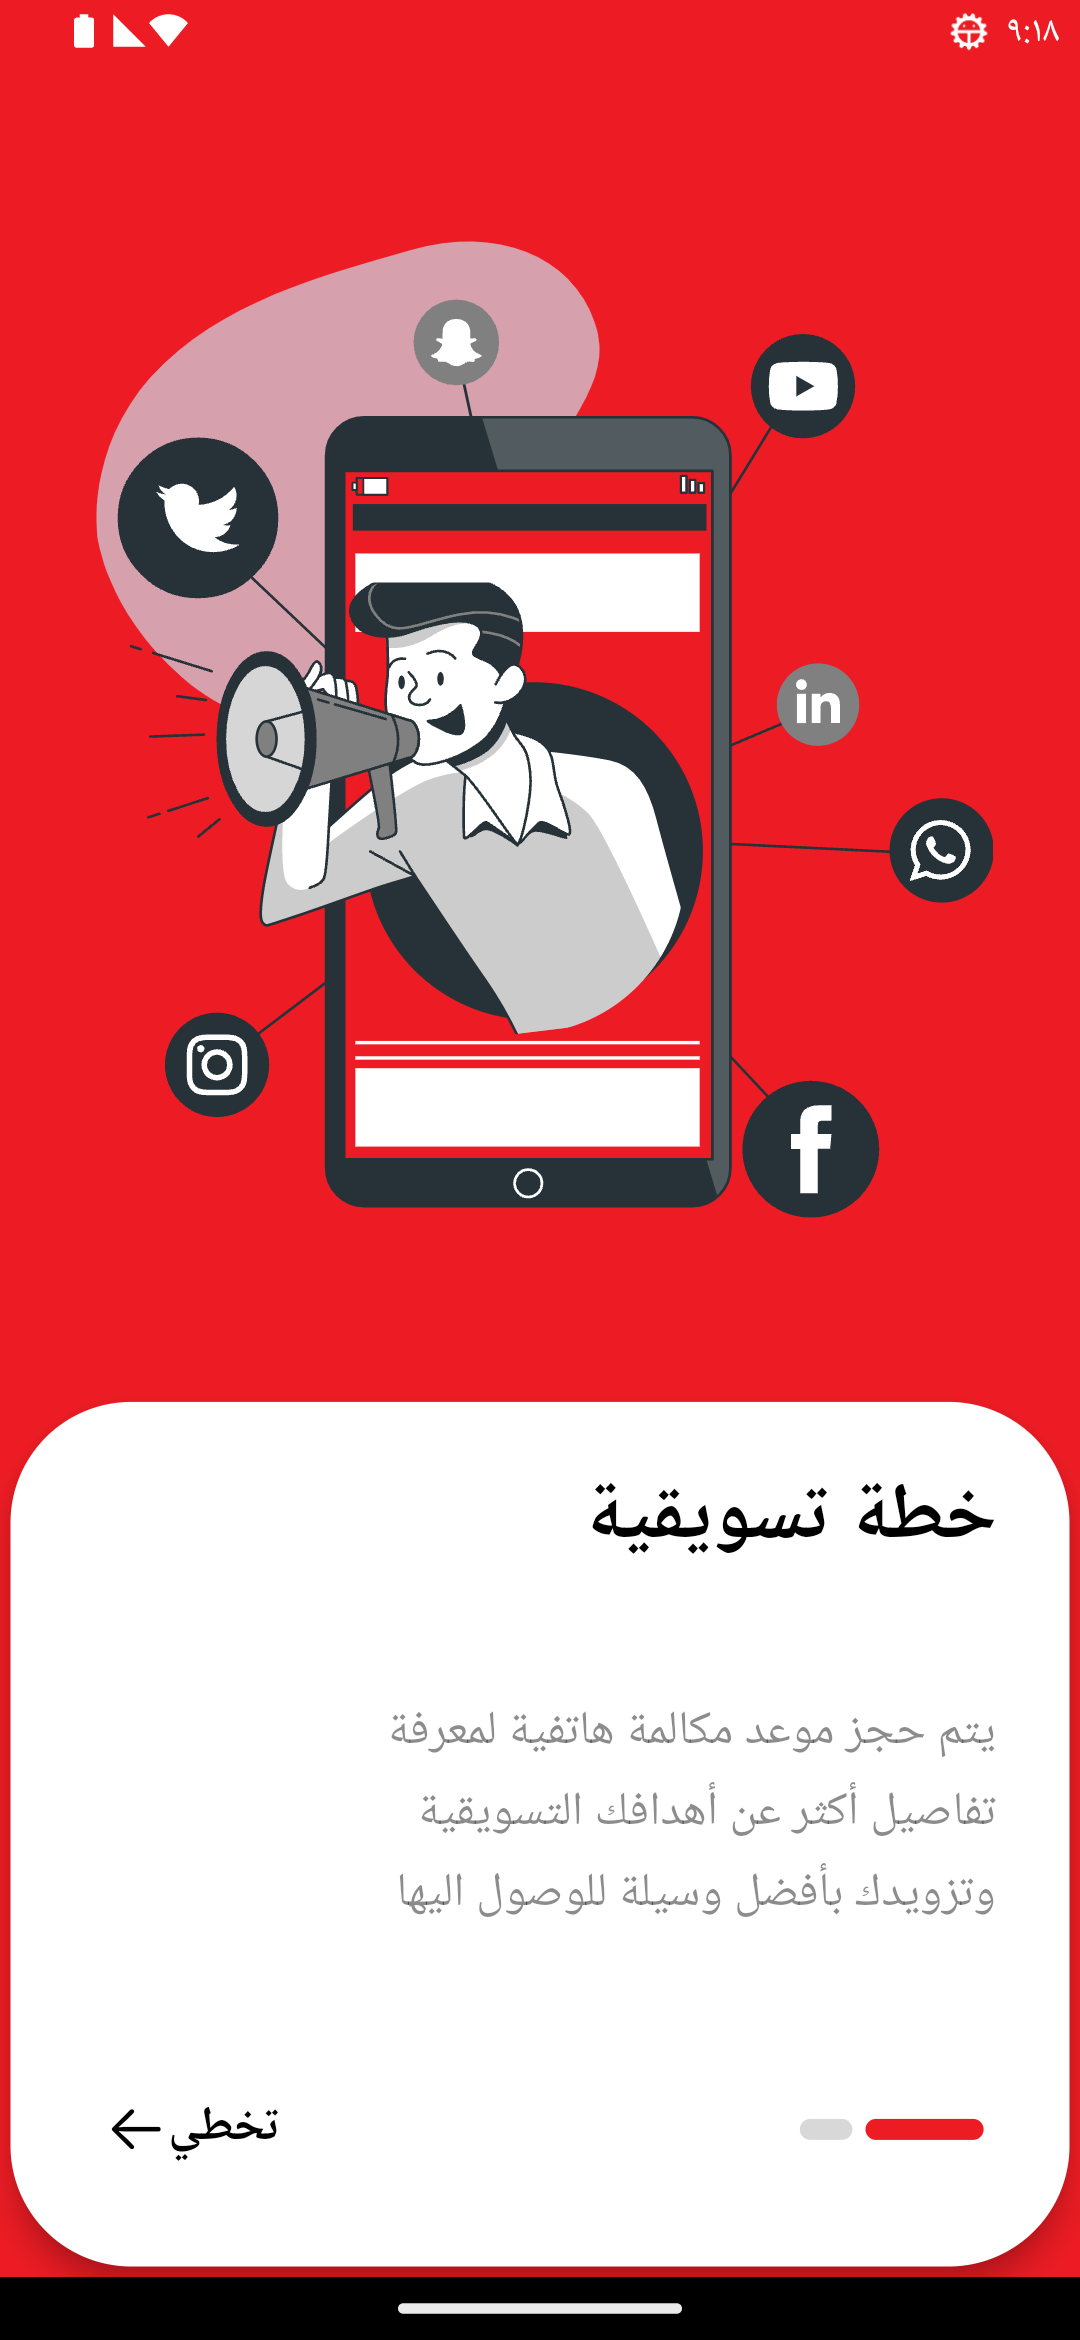 ٩:١٨
in
f
خطة تسويقية
يتم حجز موعد مكالمة هاتفية لمعرفة
تفاصيل أكثر عن أهدافك التسويقية
وتزويدك بأفضل وسيلة للوصول اليها
تخطي